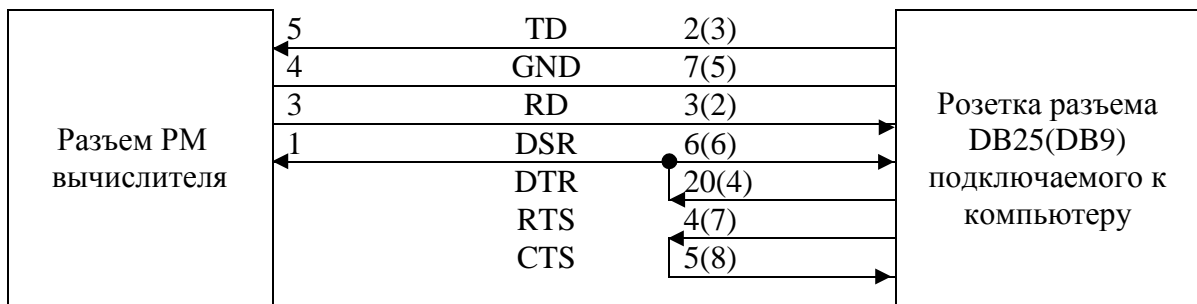 5 TD 2(3)
4 GND 7(5)
3 RD 3(2)
1 DSR 6(6)
DTR 20(4)
RTS 4(7)
CTS 5(8)
Разъем РМ
вычислителя
Розетка разъема
DB25(DB9)
подключаемого к
компьютеру